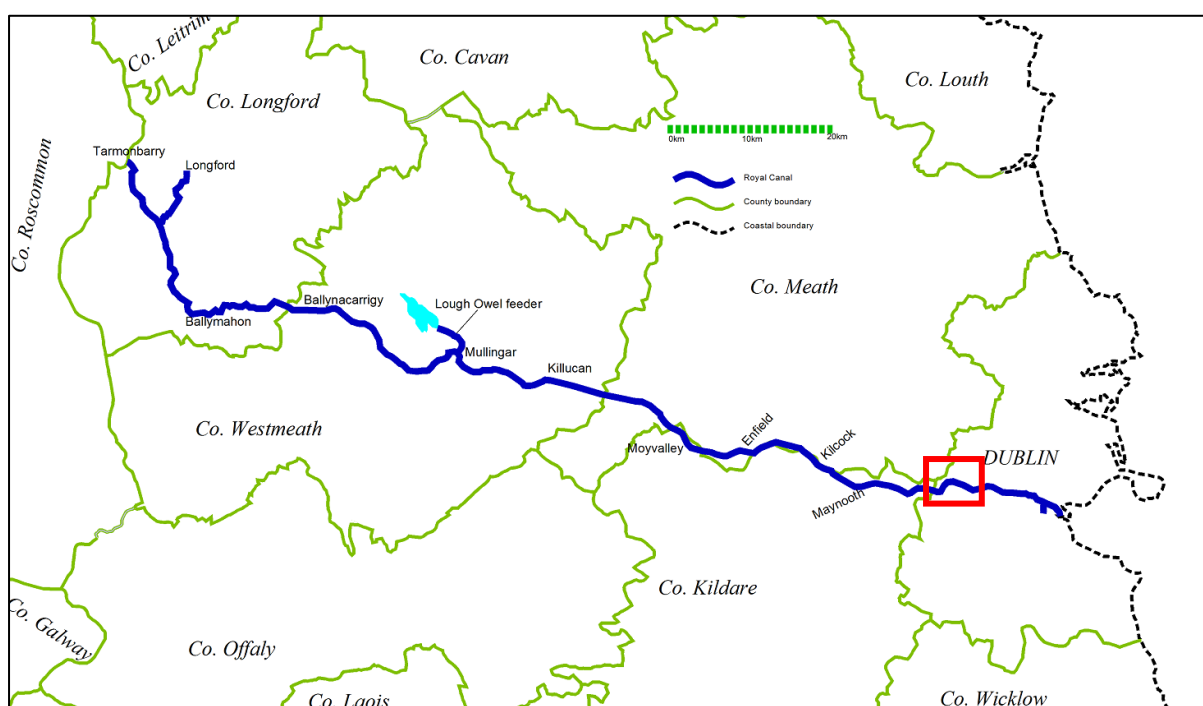 Co. Leitrim
Co. Cavan
Co. Louth
Co. Longford
0km
10km
20km
Tarmonbarry
Longford
Royal Canal
County boundary
Coastal boundary
Co. Roscommon
Co. Meath
Ballynacarrigy
Lough Owel feeder
Ballymahon
Mullingar
Killucan
Co. Westmeath
Moyvalley
Enfield
Kilcock
DUBLIN
Maynooth
Co. Kildare
Co. Galway
Co. Offaly
Co. Laois
Co. Wicklow